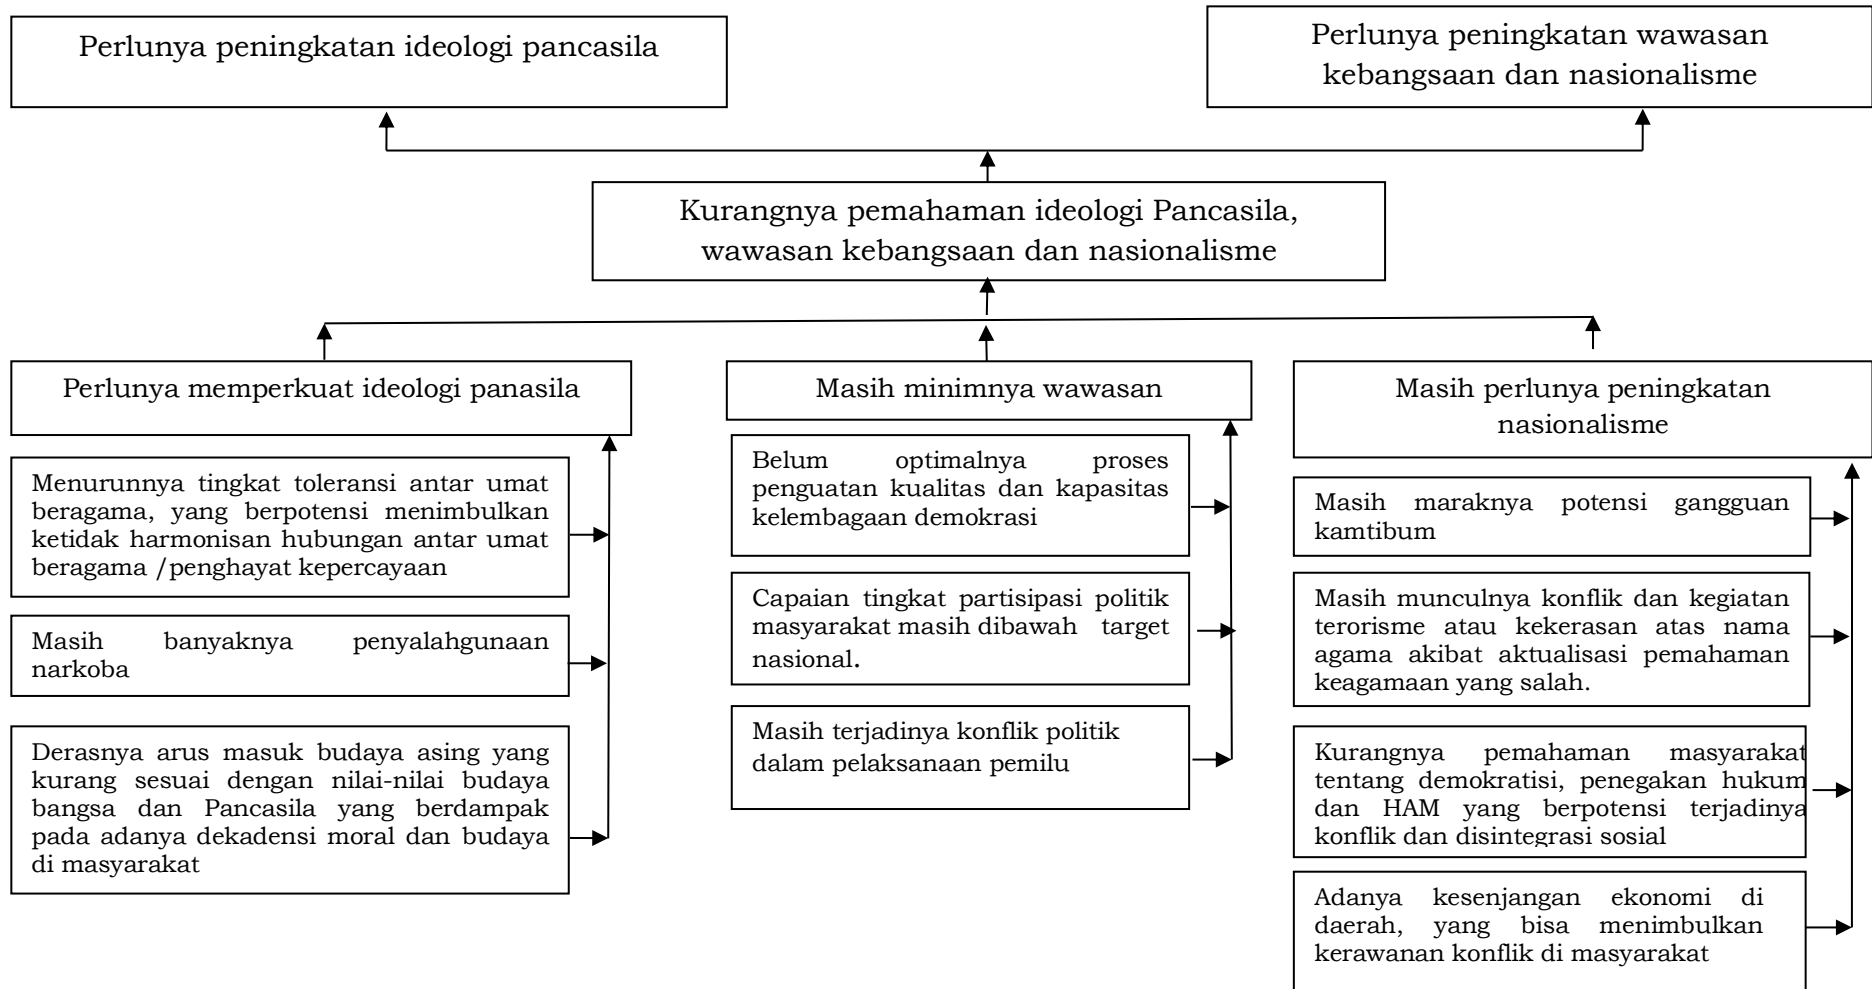 Perlunya peningkatan ideologi pancasila
Perlunya peningkatan wawasan
kebangsaan dan nasionalisme
Kurangnya pemahaman ideologi Pancasila,
wawasan kebangsaan dan nasionalisme
Perlunya memperkuat ideologi panasila
Menurunnya tingkat toleransi antar umat
beragama, yang berpotensi menimbulkan
ketidak harmonisan hubungan antar umat
beragama /penghayat kepercayaan
Masih banyaknya penyalahgunaan
narkoba
Derasnya arus masuk budaya asing yang
kurang sesuai dengan nilai-nilai budaya
bangsa dan Pancasila yang berdampak
pada adanya dekadensi moral dan budaya
di masyarakat
Masih minimnya wawasan
Belum optimalnya proses
penguatan kualitas dan kapasitas
kelembagaan demokrasi
Capaian tingkat partisipasi politik
masyarakat masih dibawah target
nasional.
Masih terjadinya konflik politik
dalam pelaksanaan pemilu
Masih perlunya peningkatan
nasionalisme
Masih maraknya potensi gangguan
kamtibum
Masih munculnya konflik dan kegiatan
terorisme atau kekerasan atas nama
agama akibat aktualisasi pemahaman
keagamaan yang salah.
Kurangnya pemahaman masyarakat
tentang demokratisi, penegakan hukum
dan HAM yang berpotensi terjadinya
konflik dan disintegrasi sosial
Adanya kesenjangan ekonomi di
daerah, yang bisa menimbulkan
kerawanan konflik di masyarakat